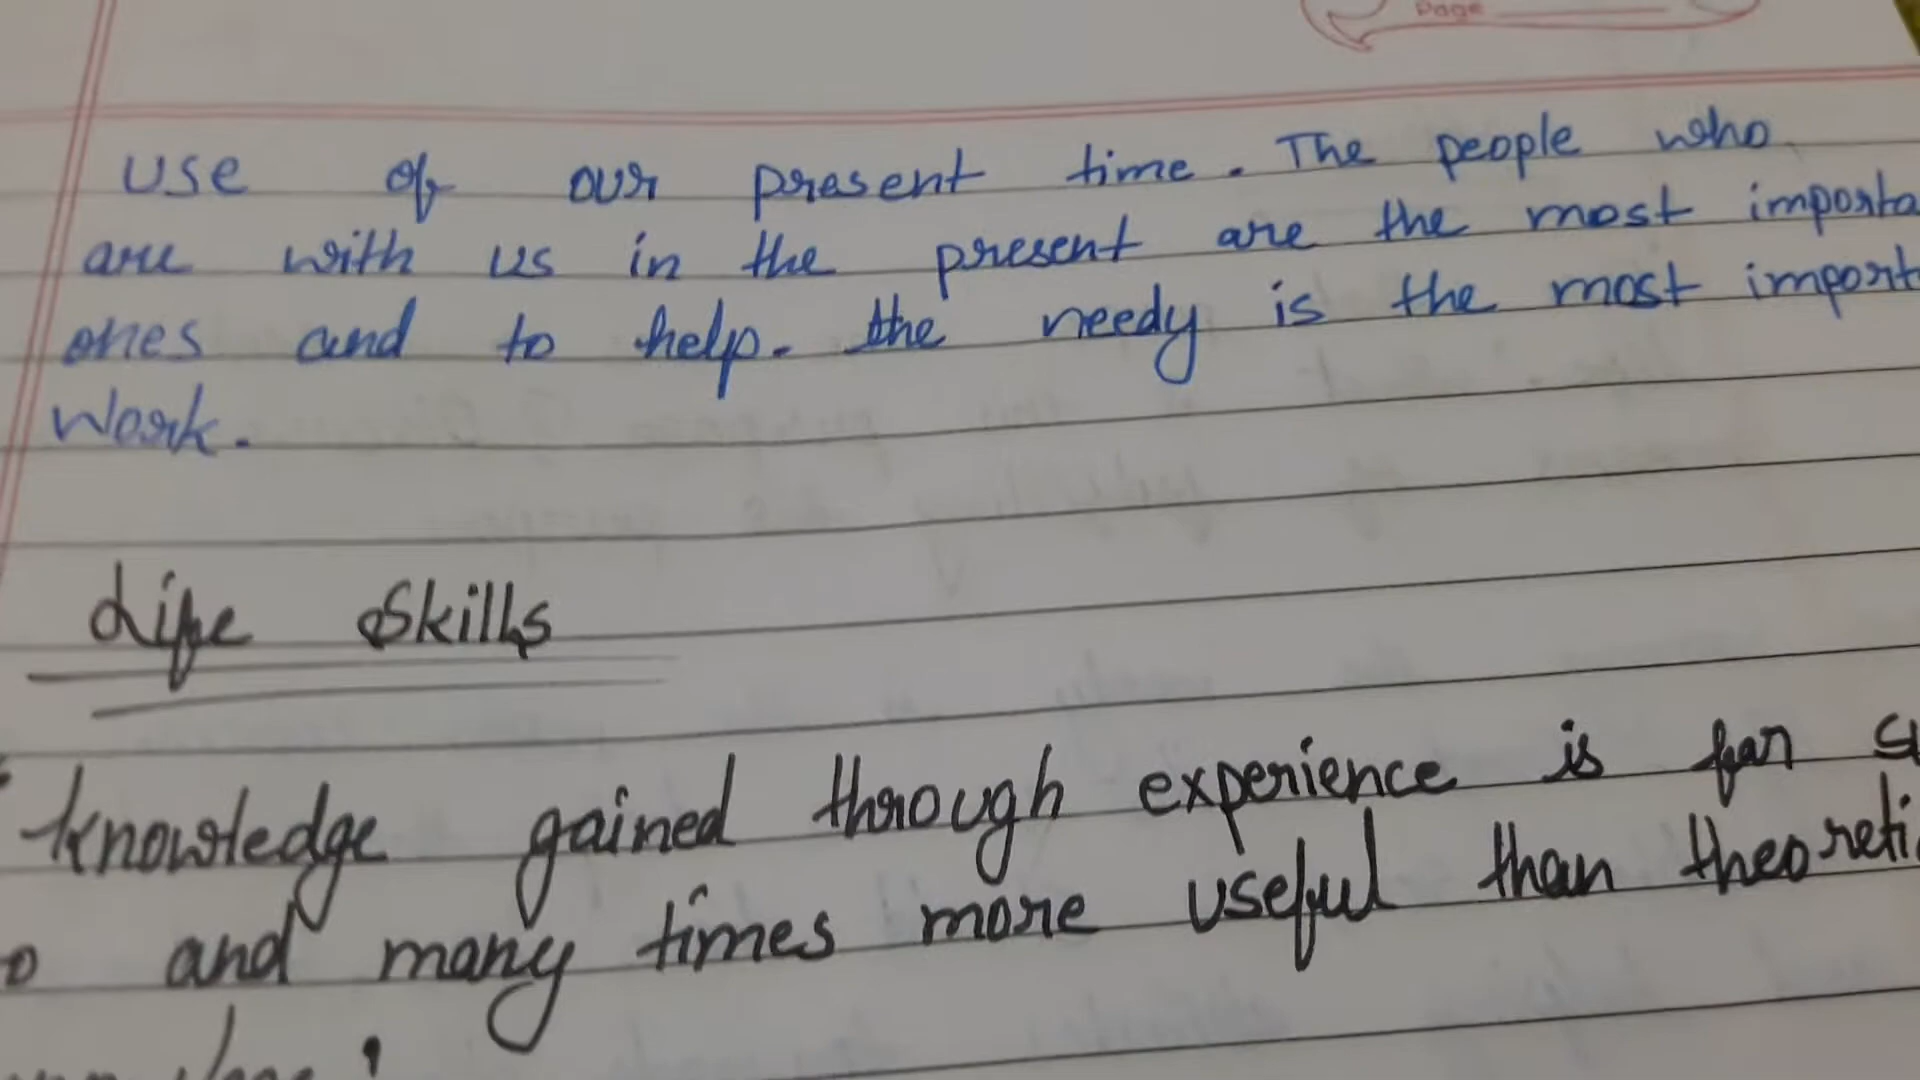 Page
use of our present time. The people who
are with us in the present are the most importa
ones and to help. the needy is the most import
Work.
Life Skills
knowledge gained through experience is far
and many times more useful than theoreti